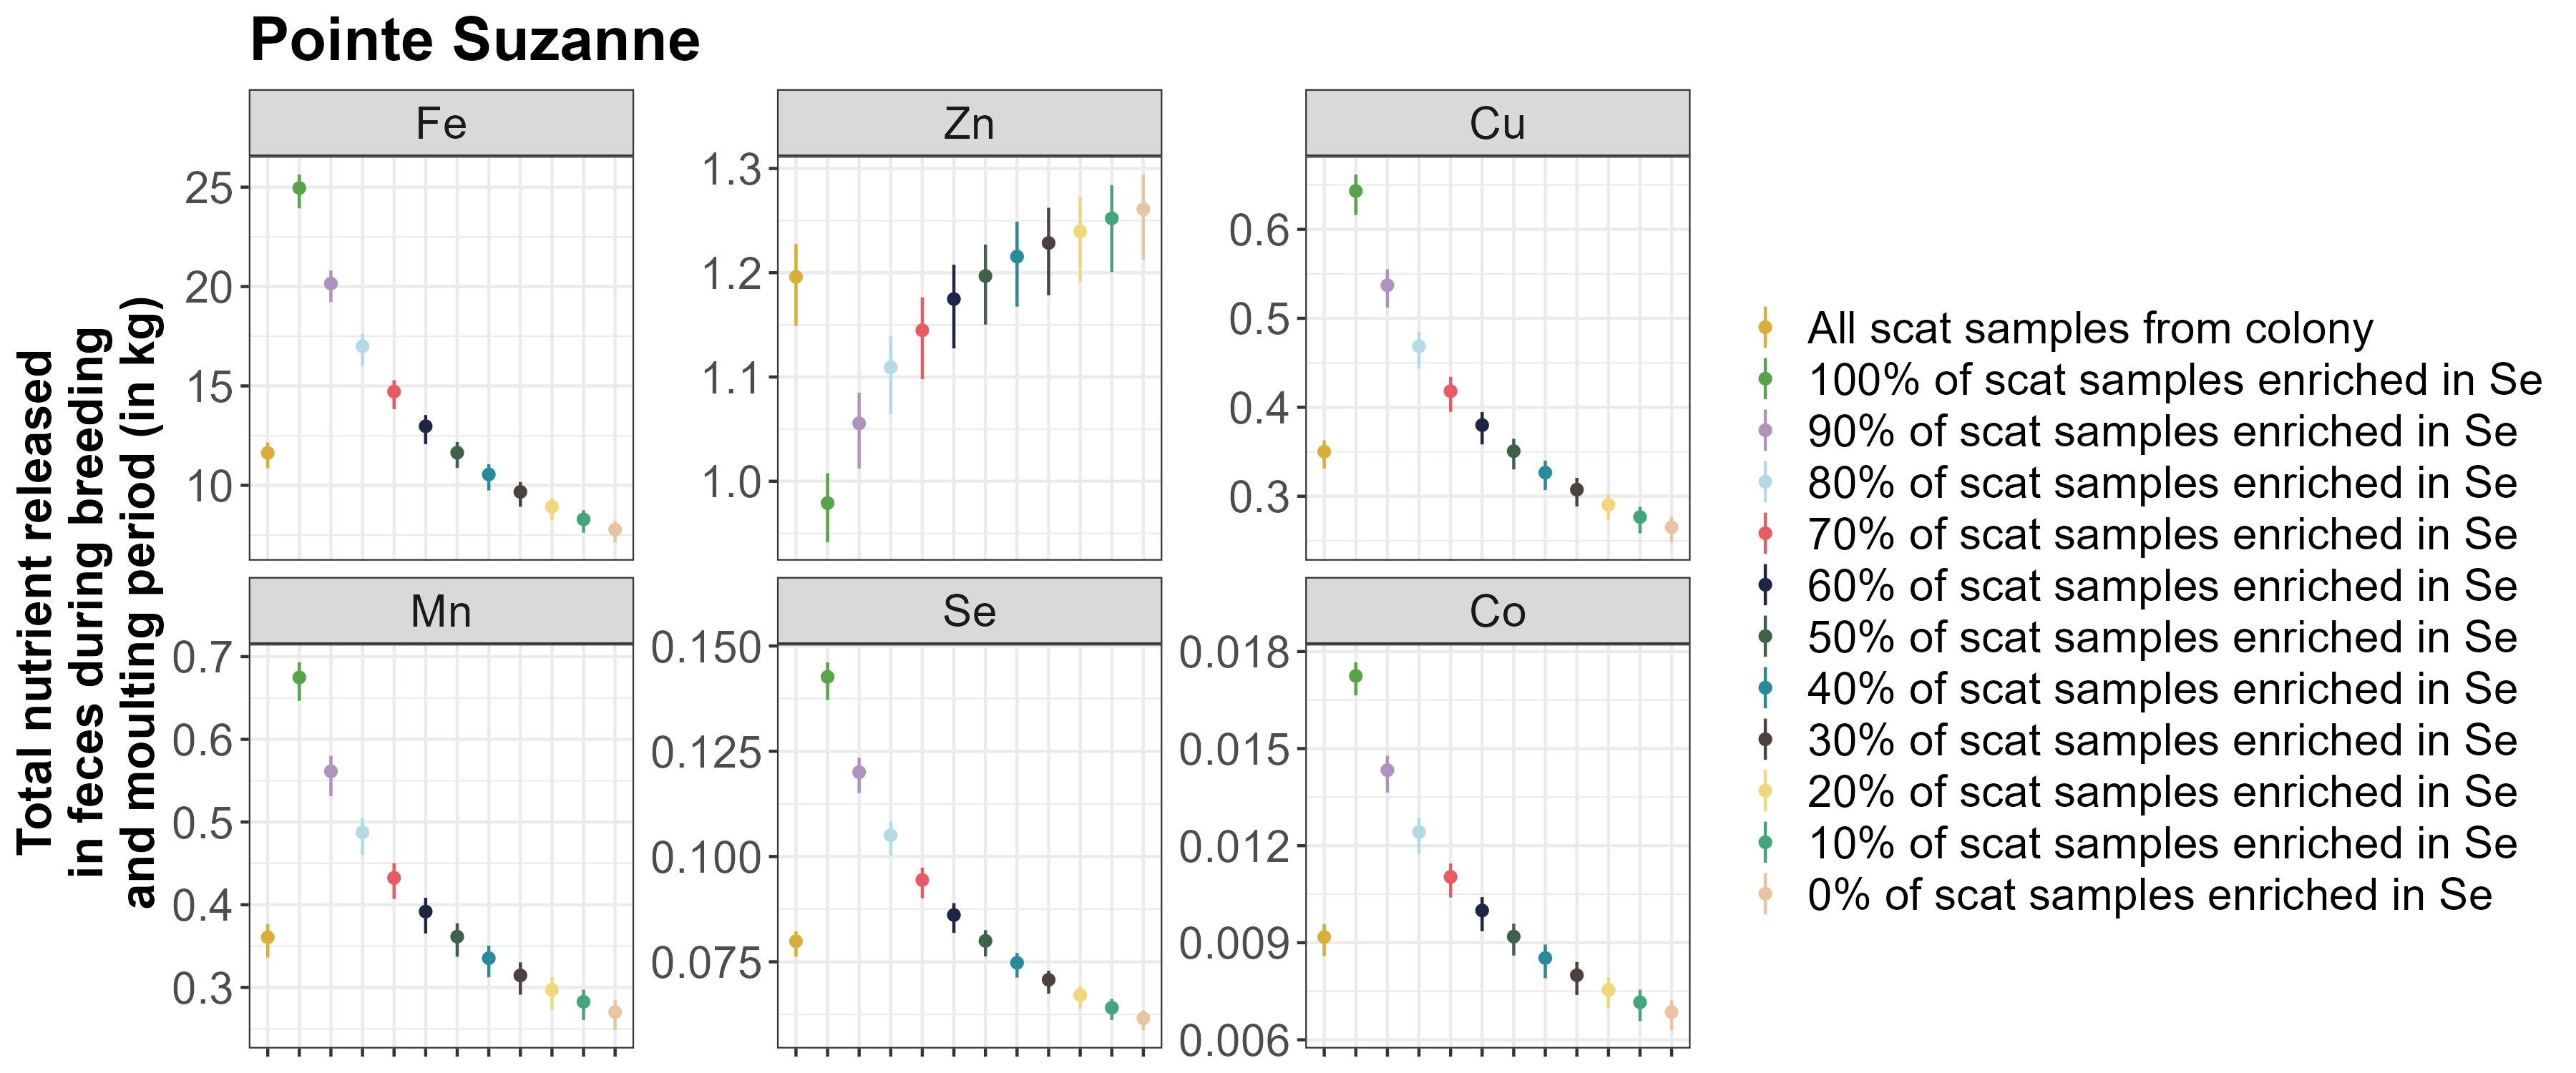 Pointe Suzanne
Total nutrient released
in feces during breeding
and moulting period (in kg)
Fe
25
20
15
10
Zn
1.3
1.2
1.1
1.0
Cu
0.6
0.5
0.4
0.3
Mn
0.7
0.6
0.5
0.4
0.3
Se
0.150
0.125
0.100
0.075
Co
0.018
0.015
0.012
0.009
0.006
All scat samples from colony
100% of scat samples enriched in Se
90% of scat samples enriched in Se
80% of scat samples enriched in Se
70% of scat samples enriched in Se
60% of scat samples enriched in Se
50% of scat samples enriched in Se
40% of scat samples enriched in Se
30% of scat samples enriched in Se
20% of scat samples enriched in Se
10% of scat samples enriched in Se
0% of scat samples enriched in Se